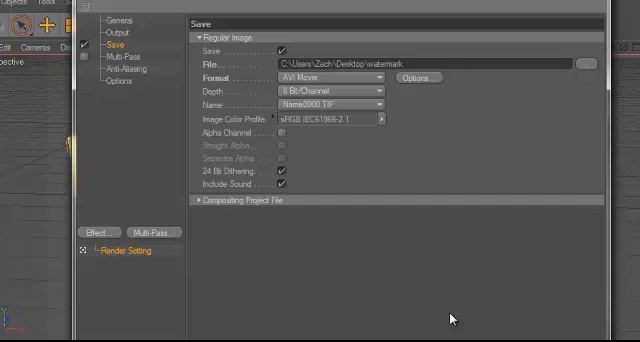 Objects Tools
Edit Cameras Dis
spective
General
Output
Save
Multi-Pass
Anti-Aliasing
Options
Effect... Multi-Pass...
Render Setting
Save
Regular Image
Save
File C:\Users\Zach\Desktop\watermark ...
Format AVI Movie Options...
Depth 8 Bit/Channel
Name Name0000.TIF
Image Color Profile sRGB IEC61966-2.1
Alpha Channel
Straight Alpha
Separate Alpha
24 Bit Dithering
Include Sound
Compositing Project File
Y